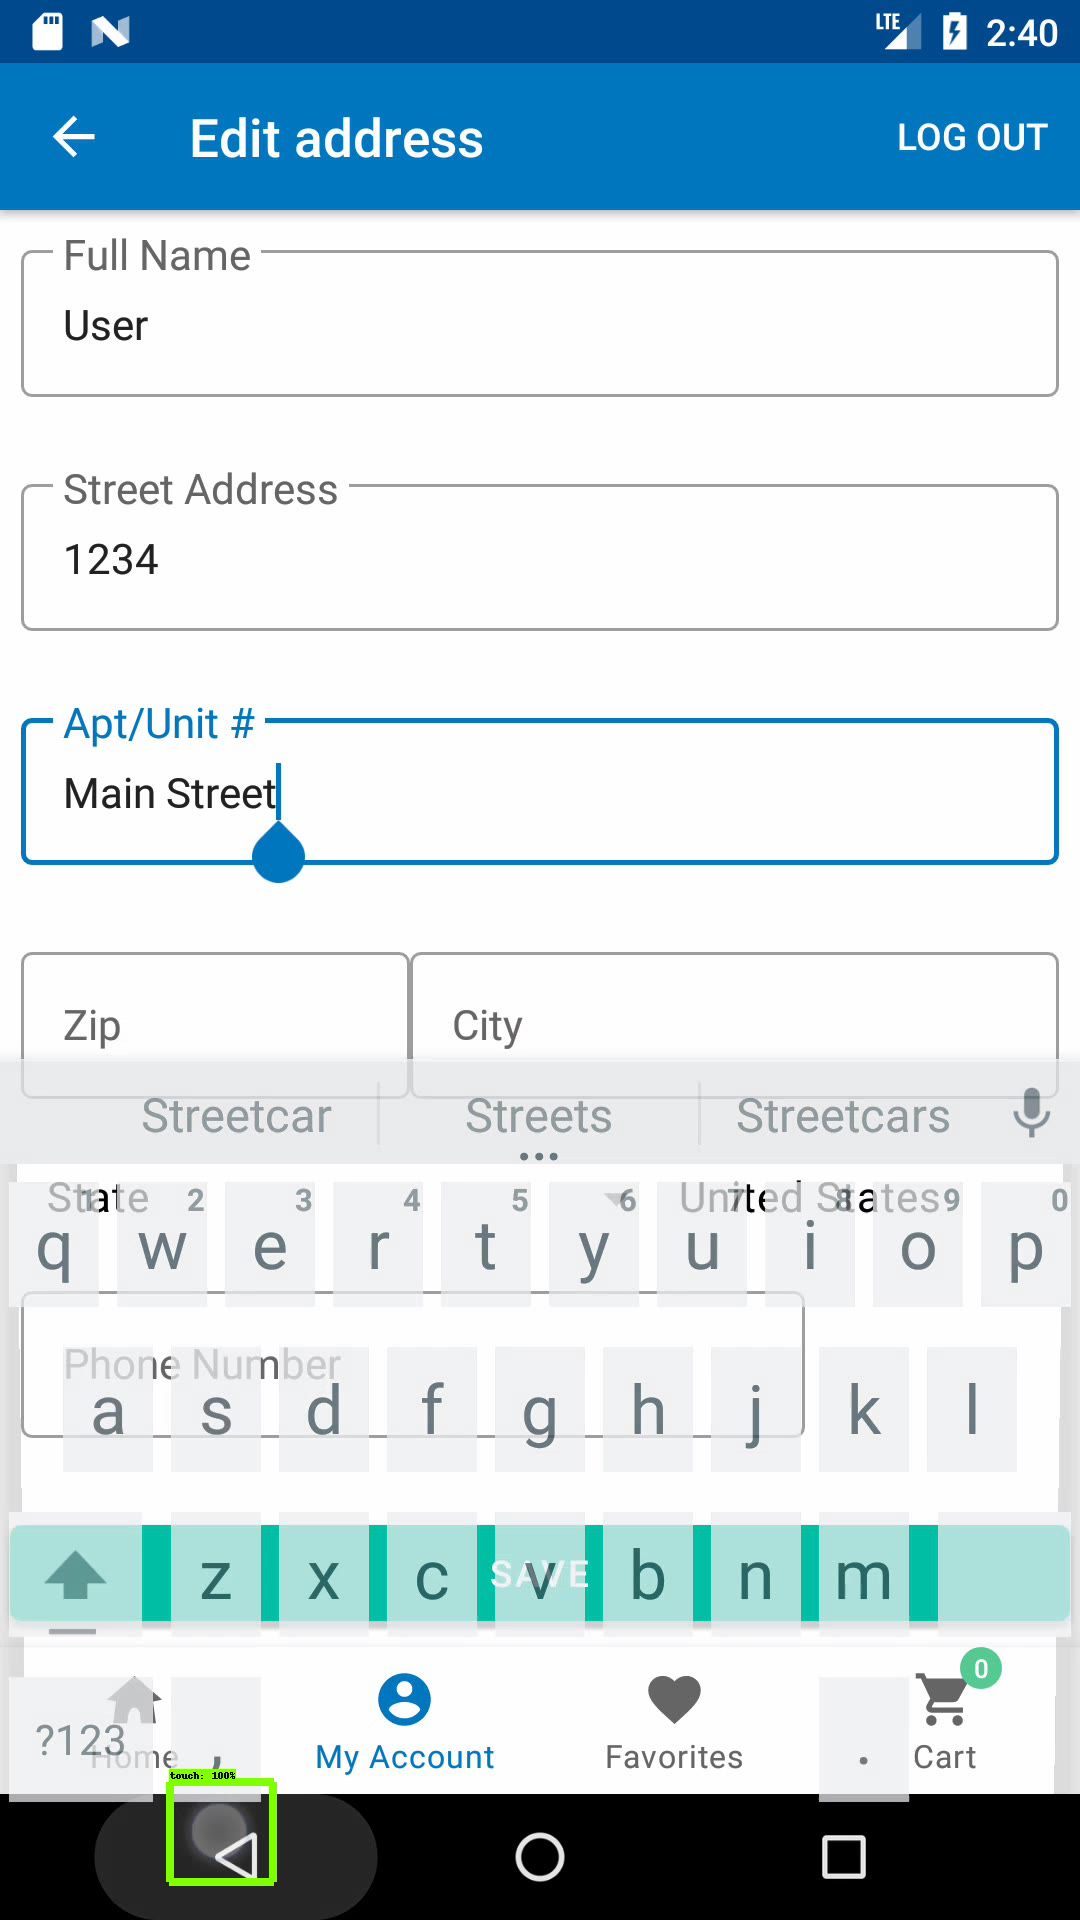 LTE 2:40
Edit address LOG OUT
Full Name
User
Street Address
1234
Apt/Unit #
Main Street
Zip City
Streetcar Streets Streetcars
State United States
1 2 3 4 5 6 7 8 9 0
q w e r t y u i o p
Phone Number
a s d f g h j k l
SAVE
z x c v b n m
0
?123 , .
Home My Account Favorites Cart
touch: 100%